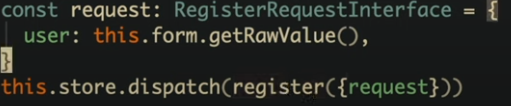 const request: RegisterRequestInterface = {
  user: this.form.getRawValue(),
}
this.store.dispatch(register({request}))